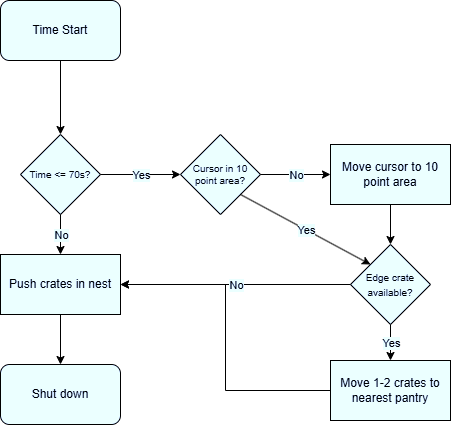 Time Start
Time <= 70s?
Yes
Cursor in 10
point area?
No
Move cursor to 10
point area
Yes
No
Edge crate
available?
Push crates in nest
No
Yes
Shut down
Move 1-2 crates to
nearest pantry